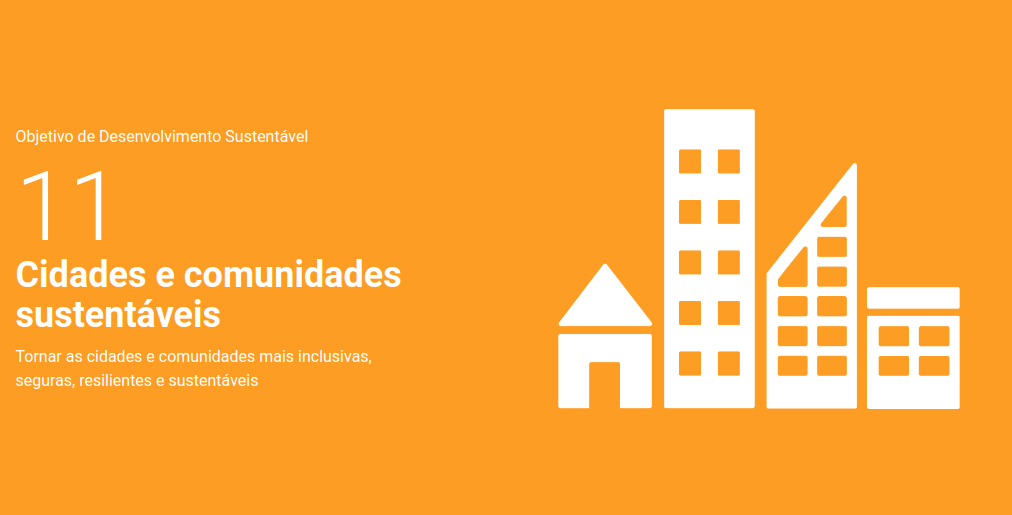 Objetivo de Desenvolvimento Sustentável
11
Cidades e comunidades
sustentáveis
Tornar as cidades e comunidades mais inclusivas,
seguras, resilientes e sustentáveis